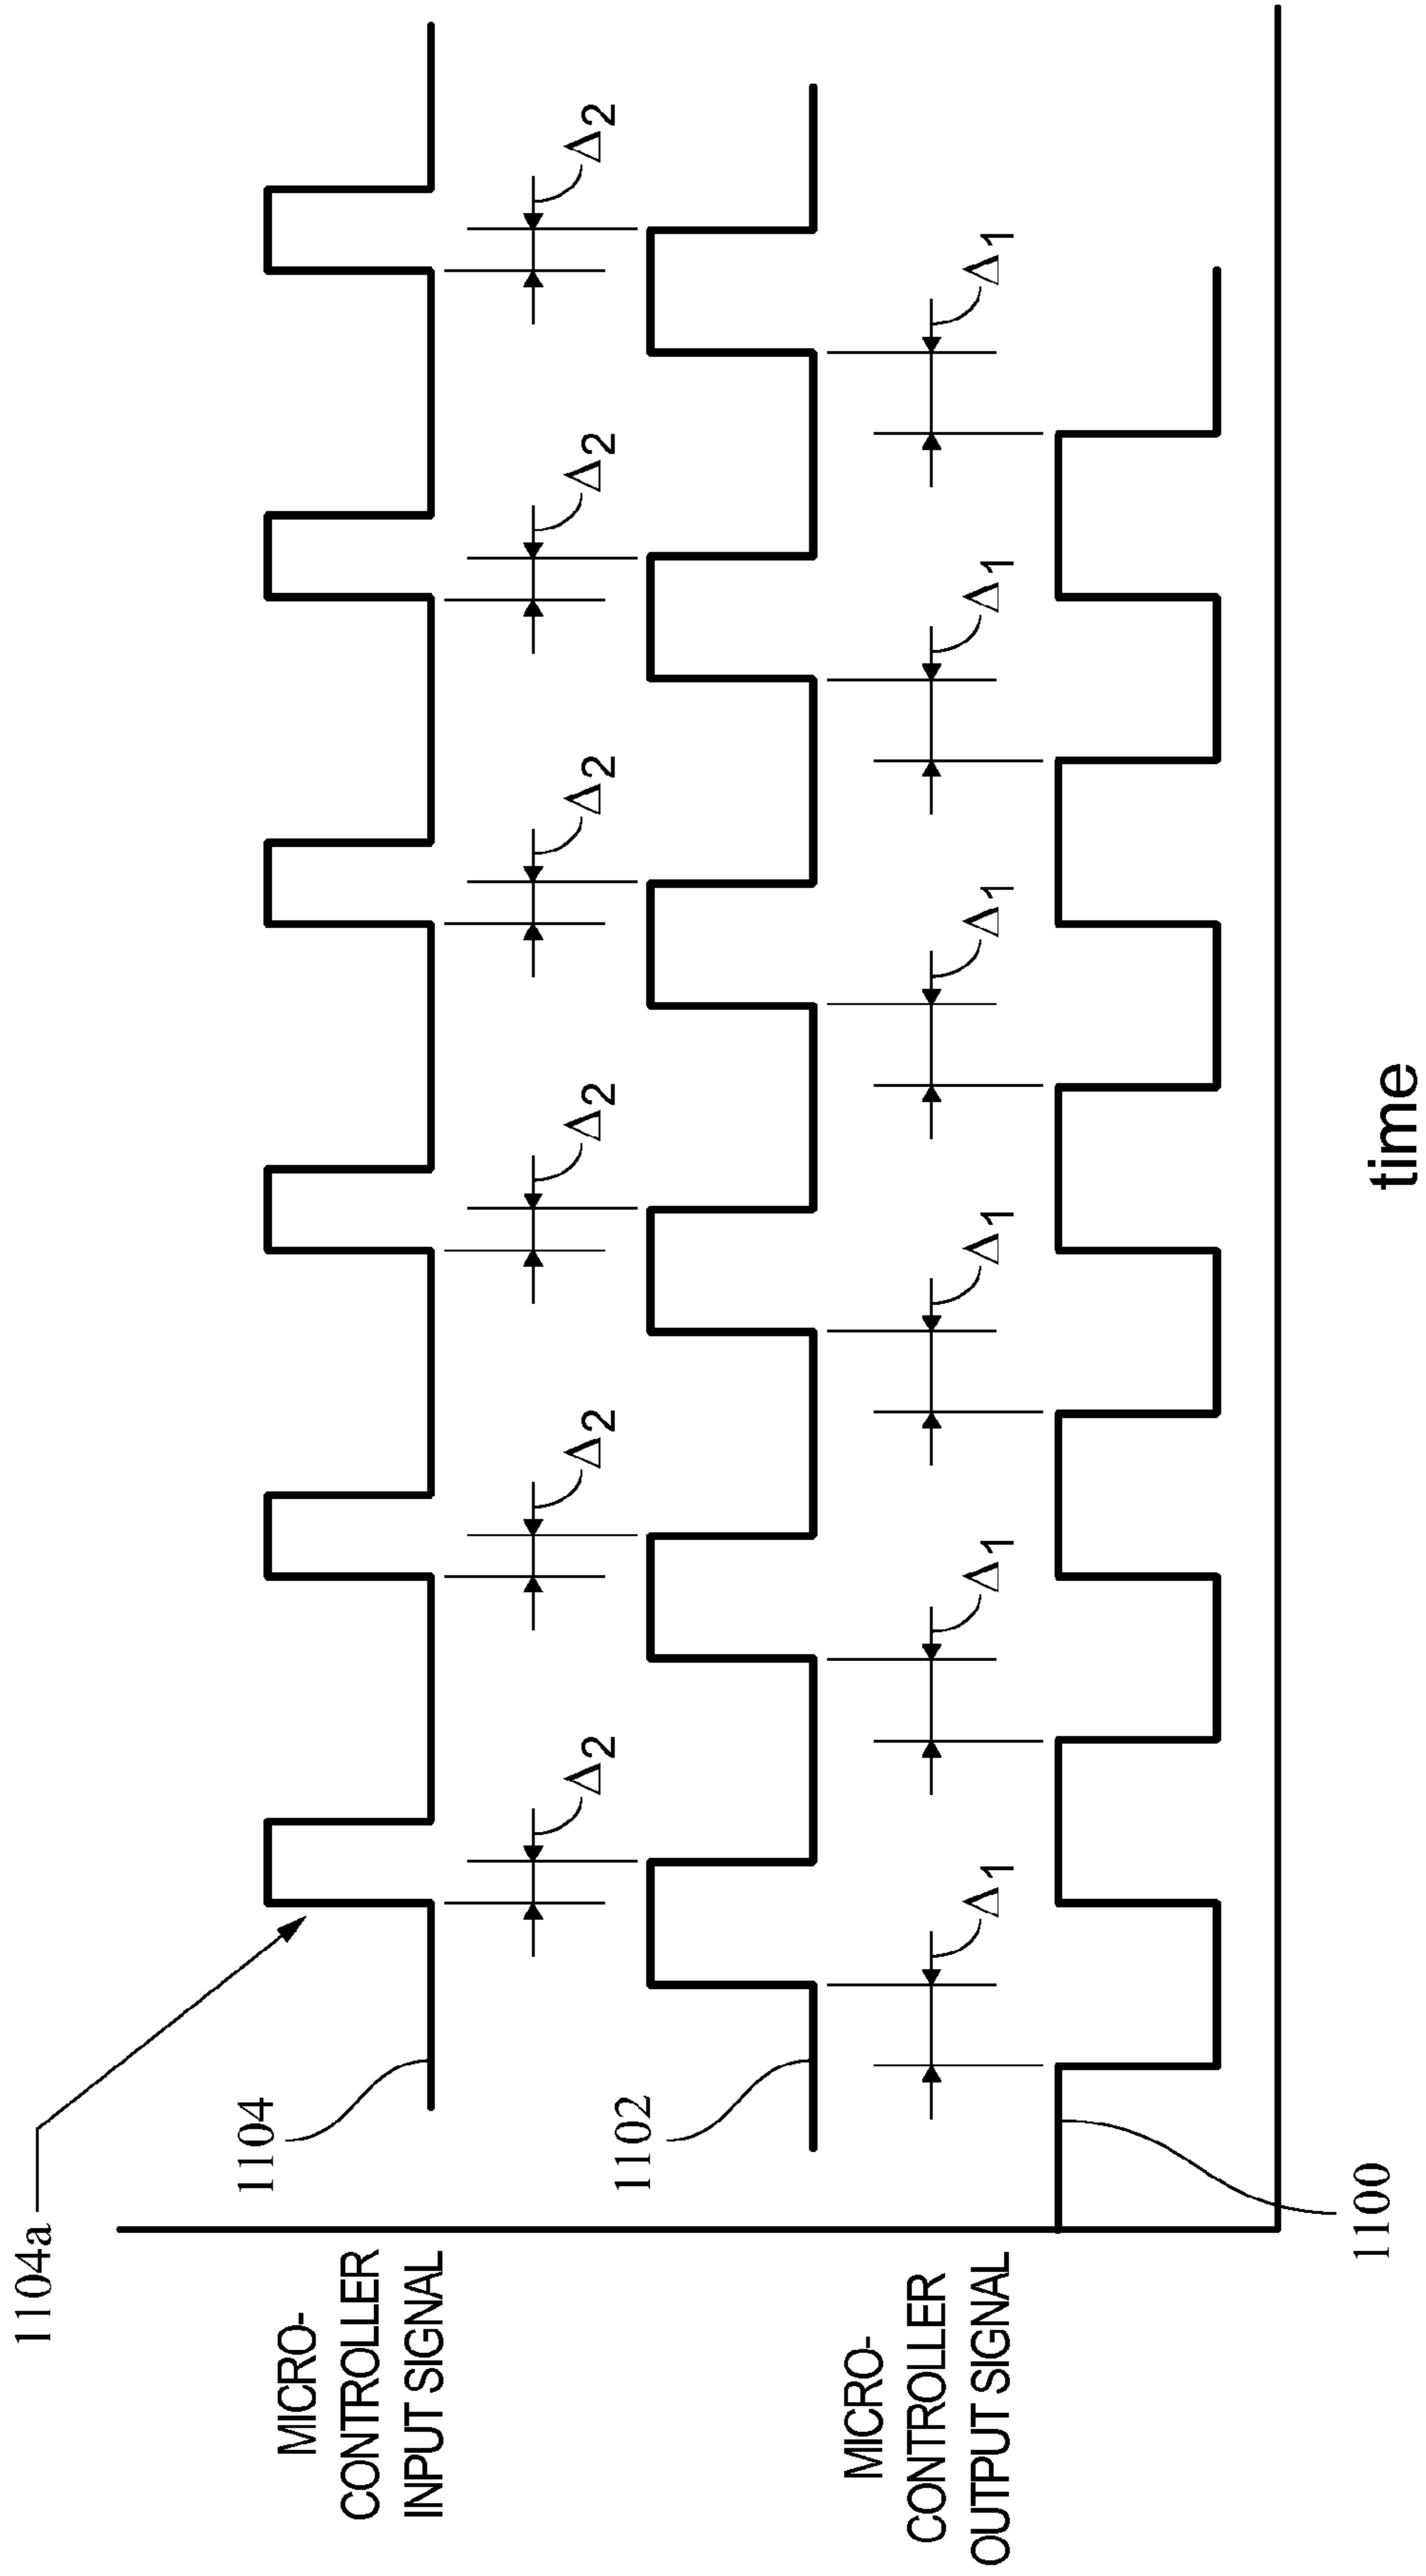 1104a
MICRO-
CONTROLLER
INPUT SIGNAL
1104
Δ2
Δ2
Δ2
Δ2
Δ2
Δ2
1102
MICRO-
CONTROLLER
OUTPUT SIGNAL
Δ1
Δ1
Δ1
Δ1
Δ1
Δ1
1100
time